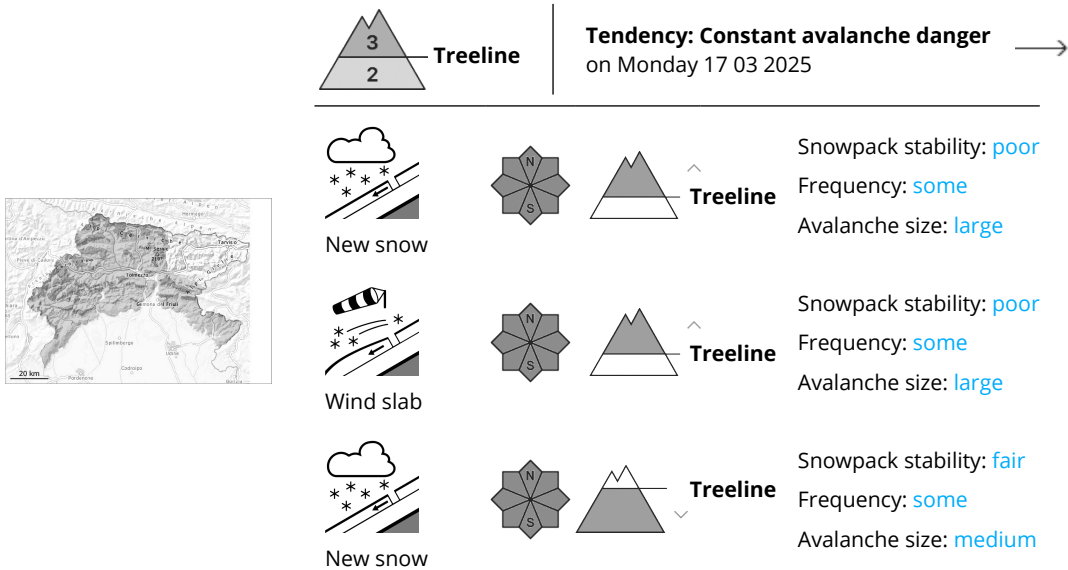 3
2
Treeline
Tendency: Constant avalanche danger
on Monday 17 03 2025
N
S
Treeline
Snowpack stability: poor
Frequency: some
Avalanche size: large
New snow
Tarvisio
Tolmezzo
Gemona del Friuli
Spilimbergo
Udine
Codroipo
Pordenone
20 km
N
S
Treeline
Snowpack stability: poor
Frequency: some
Avalanche size: large
Wind slab
N
S
Treeline
Snowpack stability: fair
Frequency: some
Avalanche size: medium
New snow